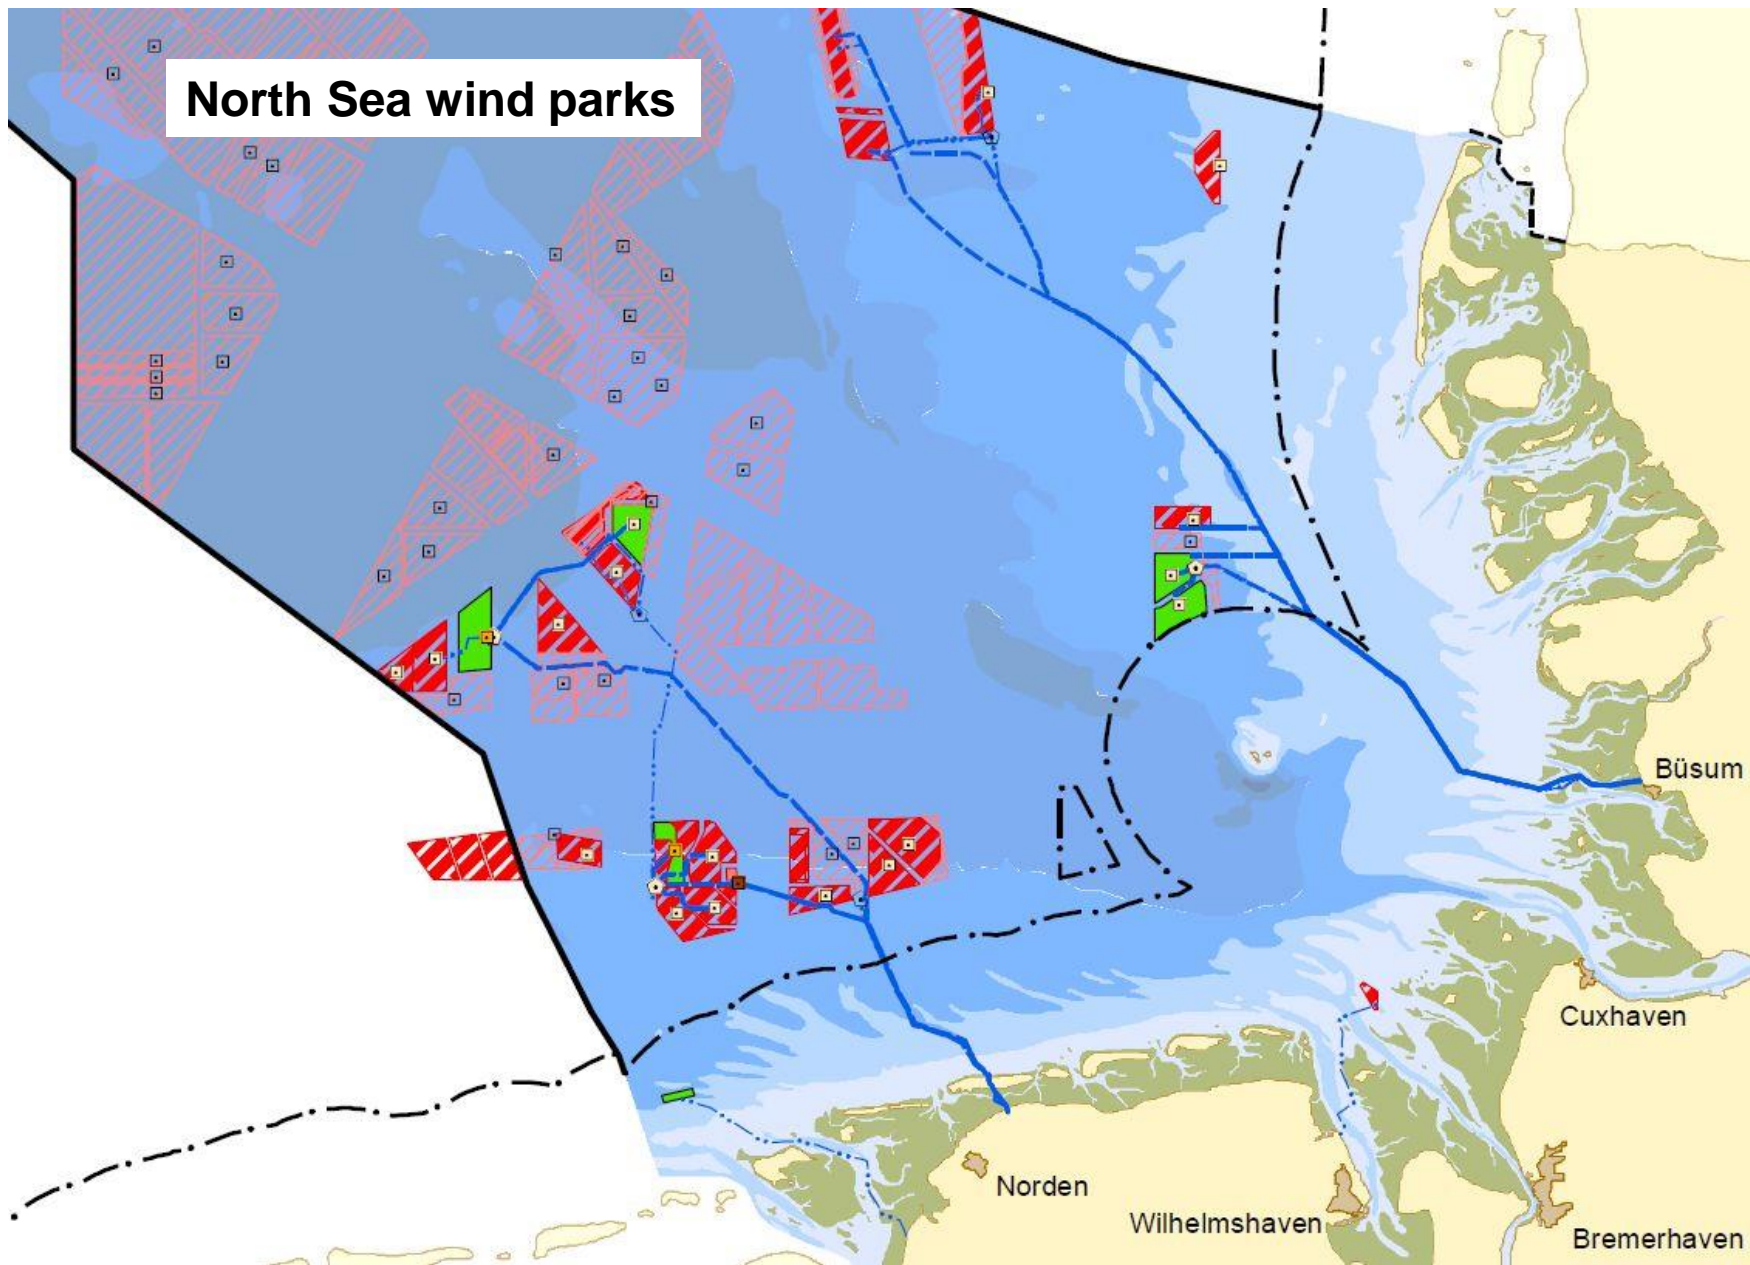 North Sea wind parks
Büsum
Cuxhaven
Norden
Wilhelmshaven
Bremerhaven